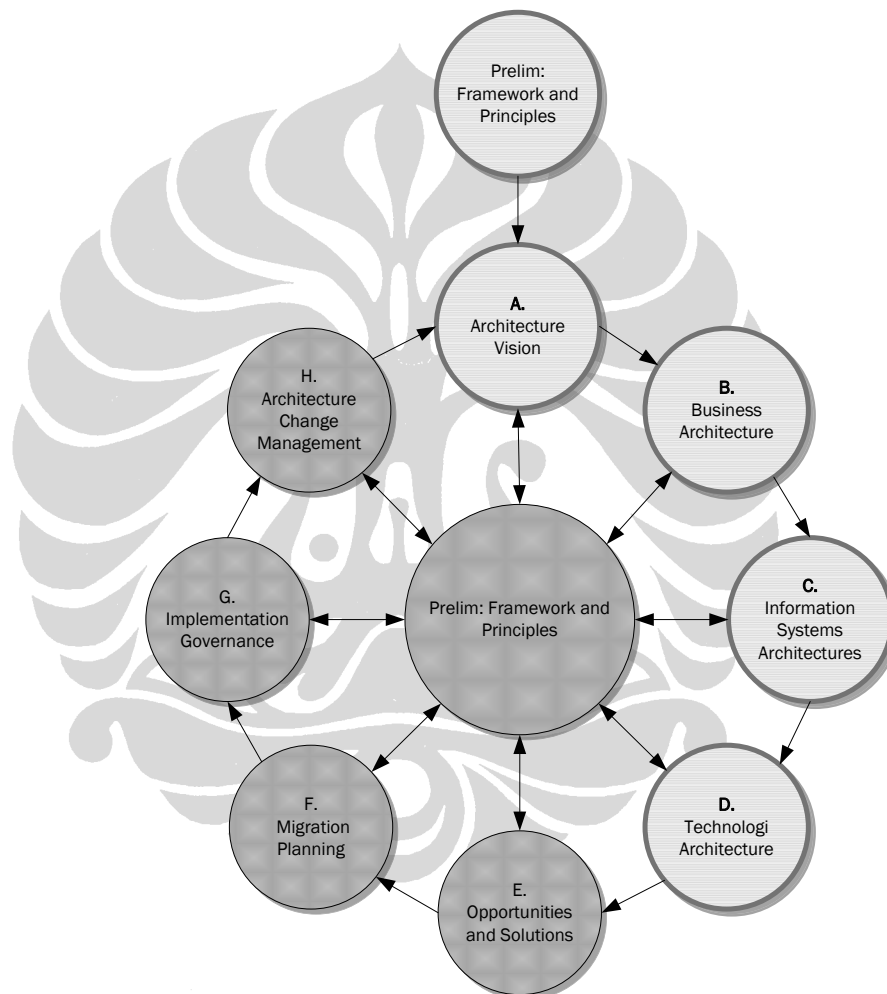 Prelim:
Framework and
Principles
A.
Architecture
Vision
B.
Business
Architecture
C.
Information
Systems
Architectures
D.
Technologi
Architecture
E.
Opportunities
and Solutions
F.
Migration
Planning
G.
Implementation
Governance
H.
Architecture
Change
Management
Prelim: Framework and
Principles